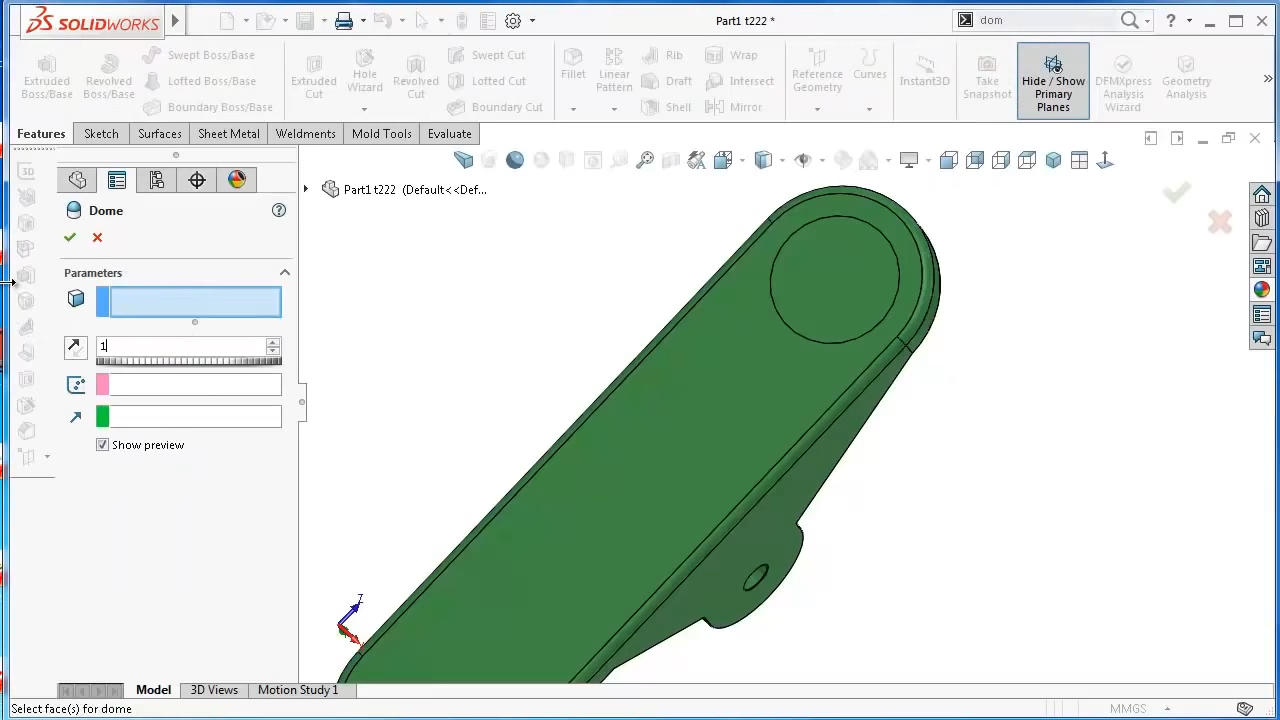 SOLIDWORKS
Part1 t222 *
dom
Extruded Boss/Base
Revolved Boss/Base
Swept Boss/Base
Lofted Boss/Base
Boundary Boss/Base
Extruded Cut
Hole Wizard
Revolved Cut
Swept Cut
Lofted Cut
Boundary Cut
Fillet
Linear Pattern
Rib
Draft
Shell
Wrap
Intersect
Mirror
Reference Geometry
Curves
Instant3D
Take Snapshot
Hide / Show Primary Planes
DFMXpress Analysis Wizard
Geometry Analysis
Features
Sketch
Surfaces
Sheet Metal
Weldments
Mold Tools
Evaluate
3D
Part1 t222 (Default<<Def...
Dome
Parameters
1
Show preview
Z
Model
3D Views
Motion Study 1
Select face(s) for dome
MMGS